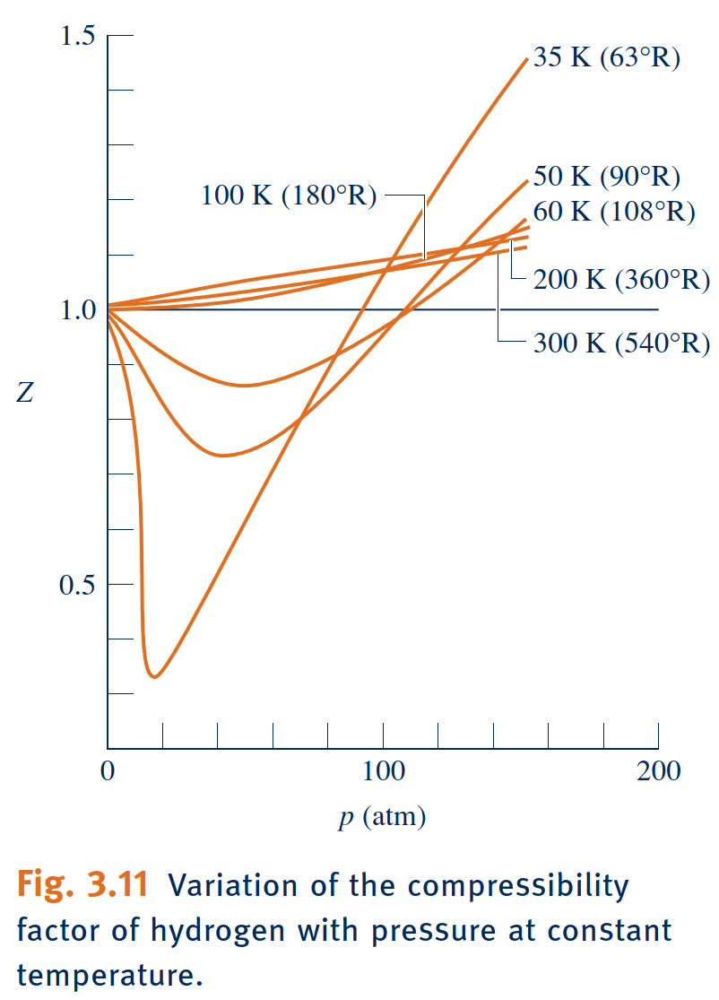 1.5
35 K (63°R)
50 K (90°R)
100 K (180°R)
60 K (108°R)
200 K (360°R)
1.0
300 K (540°R)
Z
0.5
0 100 200
p (atm)
Fig. 3.11 Variation of the compressibility
factor of hydrogen with pressure at constant
temperature.